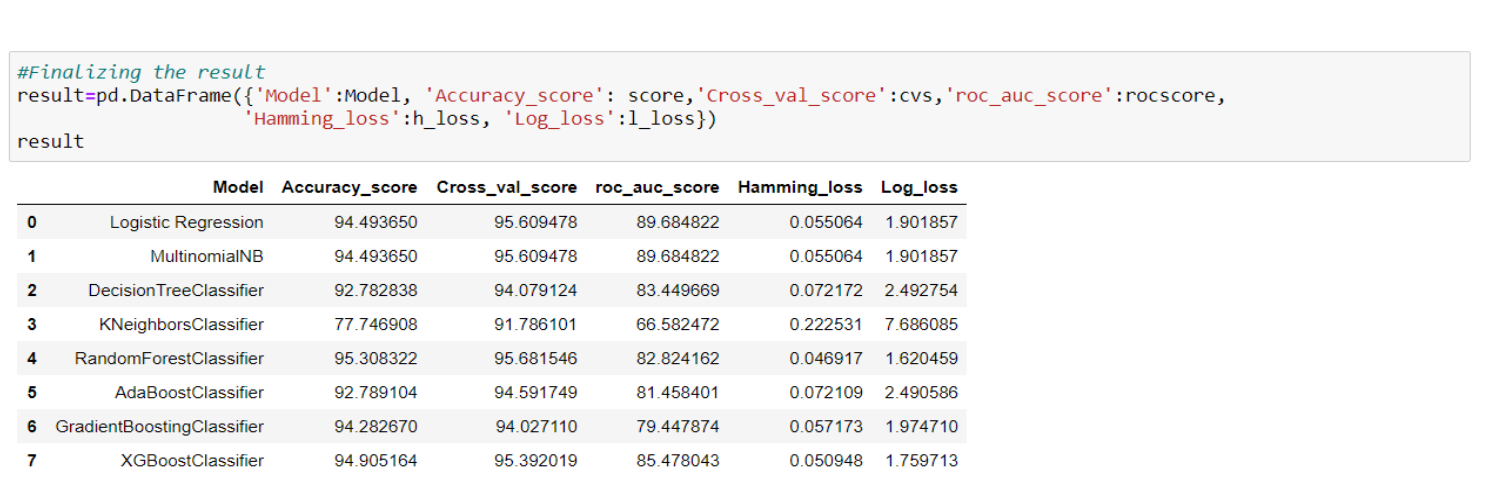 #Finalizing the result
result=pd.DataFrame({'Model':Model, 'Accuracy_score': score,'Cross_val_score':cvs,'roc_auc_score':rocscore,
'Hamming_loss':h_loss, 'Log_loss':l_loss})
result
Model Accuracy_score Cross_val_score roc_auc_score Hamming_loss Log_loss
0 Logistic Regression 94.493650 95.609478 89.684822 0.055064 1.901857
1 MultinomialNB 94.493650 95.609478 89.684822 0.055064 1.901857
2 DecisionTreeClassifier 92.782838 94.079124 83.449669 0.072172 2.492754
3 KNeighborsClassifier 77.746908 91.786101 66.582472 0.222531 7.686085
4 RandomForestClassifier 95.308322 95.681546 82.824162 0.046917 1.620459
5 AdaBoostClassifier 92.789104 94.591749 81.458401 0.072109 2.490586
6 GradientBoostingClassifier 94.282670 94.027110 79.447874 0.057173 1.974710
7 XGBoostClassifier 94.905164 95.392019 85.478043 0.050948 1.759713